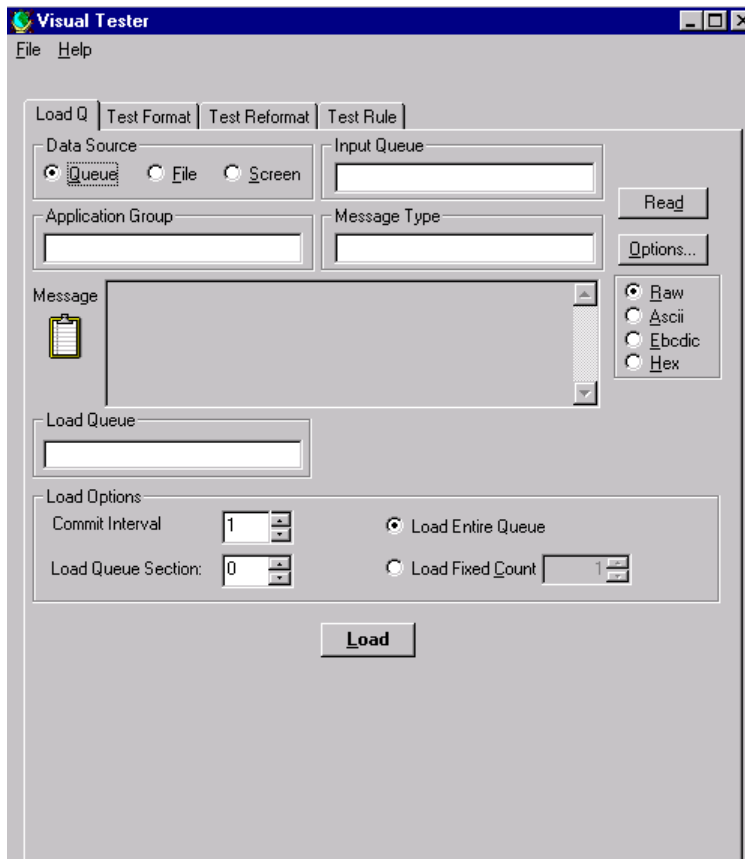 Visual Tester
File Help
Load Q Test Format Test Reformat Test Rule
Data Source
Queue File Screen
Input Queue
Read
Application Group
Message Type
Options...
Message
Raw
Ascii
Ebcdic
Hex
Load Queue
Load Options
Commit Interval 1
Load Entire Queue
Load Queue Section: 0
Load Fixed Count 1
Load